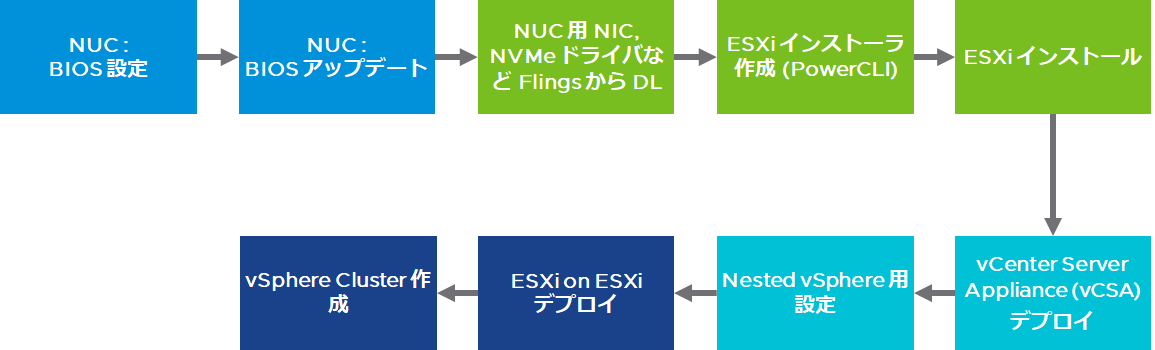 NUC :
BIOS 設定
NUC :
BIOS アップデート
NUC 用 NIC,
NVMe ドライバな
ど Flings から DL
ESXi インストーラ
作成 (PowerCLI)
ESXi インストール
vSphere Cluster 作
成
ESXi on ESXi
デプロイ
Nested vSphere 用
設定
vCenter Server
Appliance (vCSA)
デプロイ